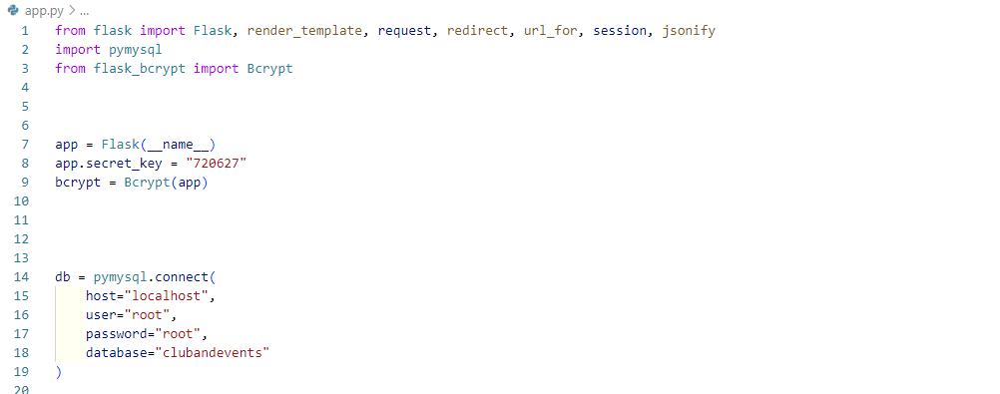 app.py > ...
1 from flask import Flask, render_template, request, redirect, url_for, session, jsonify
2 import pymysql
3 from flask_bcrypt import Bcrypt
4
5
6
7 app = Flask(__name__)
8 app.secret_key = "720627"
9 bcrypt = Bcrypt(app)
10
11
12
13
14 db = pymysql.connect(
15     host="localhost",
16     user="root",
17     password="root",
18     database="clubandevents"
19 )
20